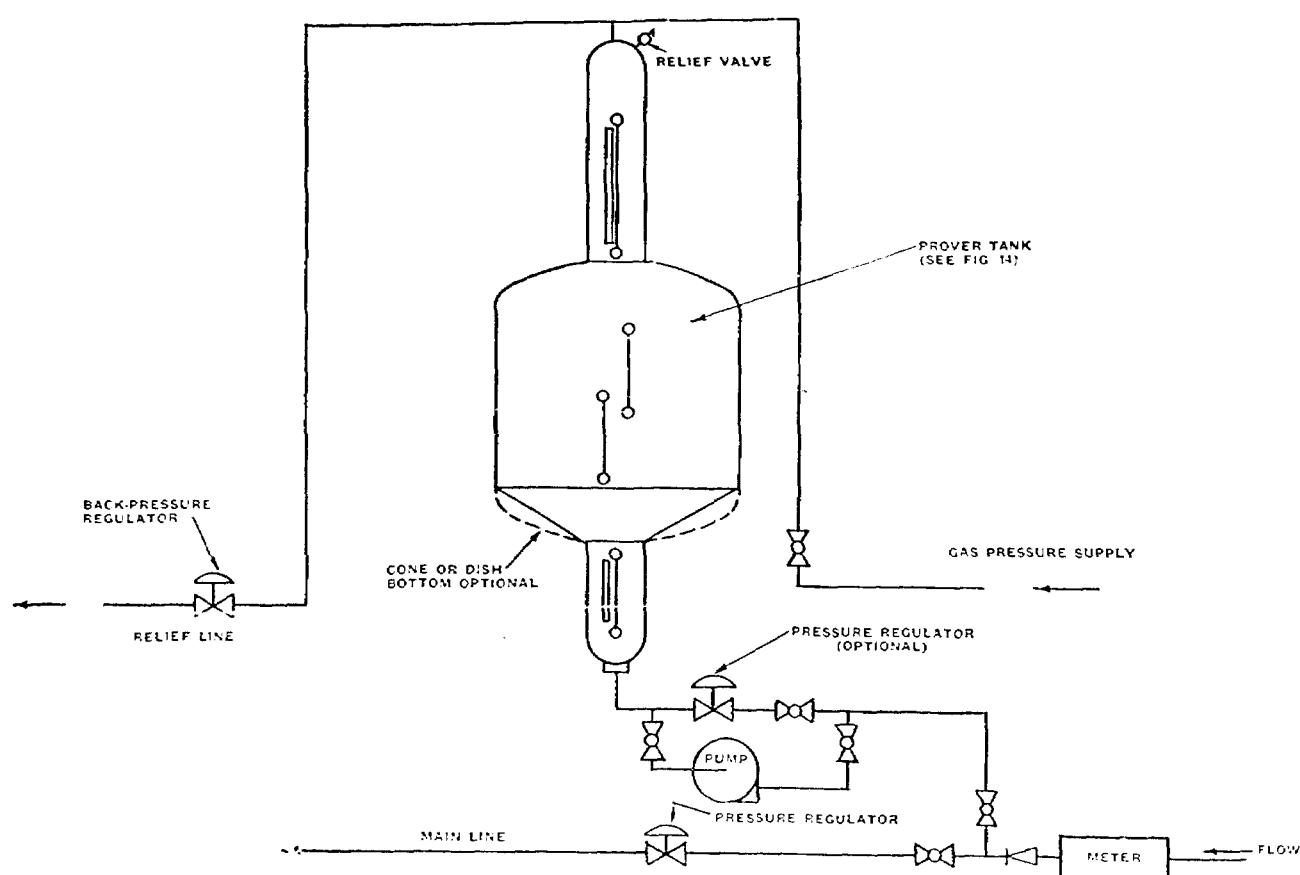 RELIEF VALVE
PROVER TANK
(SEE FIG 14)
BACK-PRESSURE
REGULATOR
GAS PRESSURE SUPPLY
CONE OR DISH
BOTTOM OPTIONAL
RELIEF LINE
PRESSURE REGULATOR
(OPTIONAL)
PUMP
PRESSURE REGULATOR
MAIN LINE
METER
FLOW